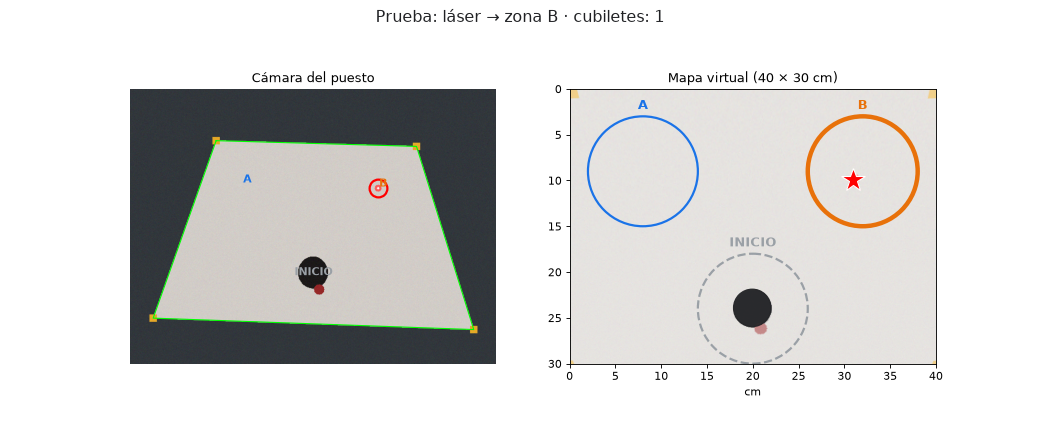 Prueba: láser → zona B · cubiletes: 1
Cámara del puesto
A
B
INICIO
Mapa virtual (40 × 30 cm)
A
B
INICIO
0
5
10
15
20
25
30
0 5 10 15 20 25 30 35 40
cm